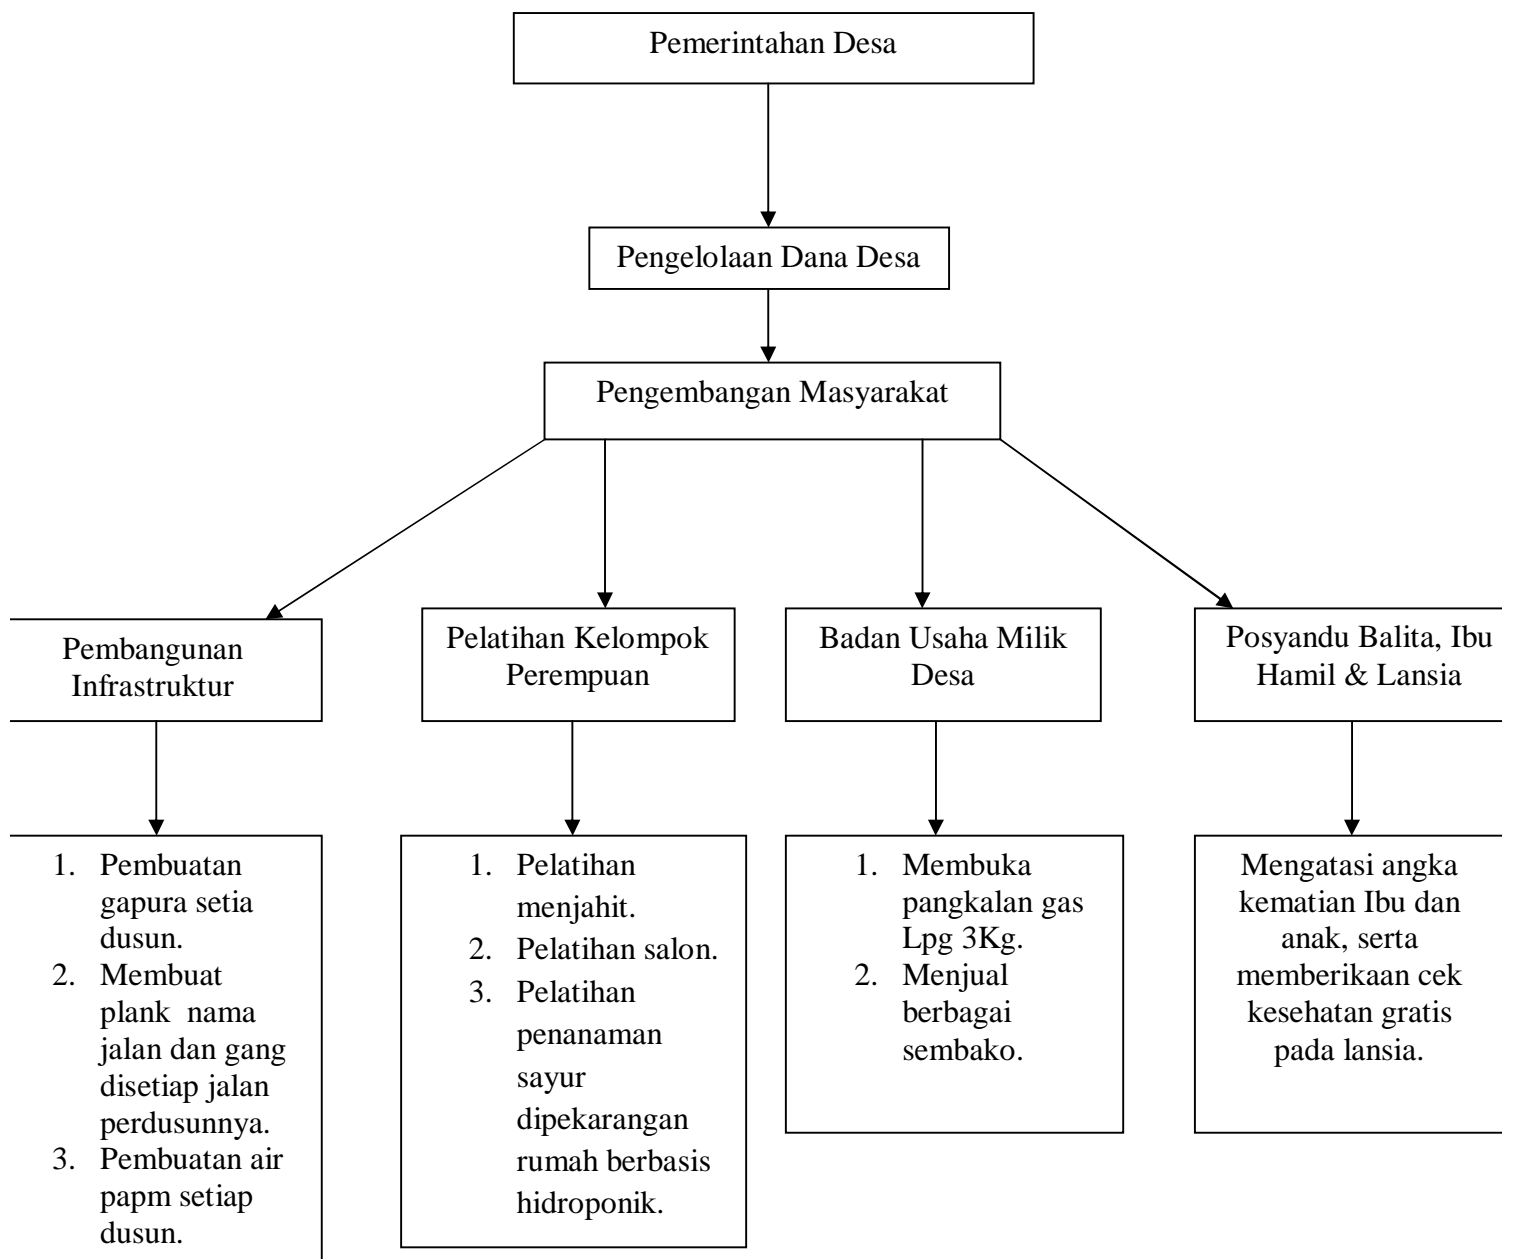 Pemerintahan Desa
Pengelolaan Dana Desa
Pengembangan Masyarakat
Pembangunan
Infrastruktur
Pelatihan Kelompok
Perempuan
Badan Usaha Milik
Desa
Posyandu Balita, Ibu
Hamil & Lansia
1. Pembuatan
gapura setia
dusun.
2. Membuat
plank nama
jalan dan gang
disetiap jalan
perdusunnya.
3. Pembuatan air
papm setiap
dusun.
1. Pelatihan
menjahit.
2. Pelatihan salon.
3. Pelatihan
penanaman
sayur
dipekarangan
rumah berbasis
hidroponik.
1. Membuka
pangkalan gas
Lpg 3Kg.
2. Menjual
berbagai
sembako.
Mengatasi angka
kematian Ibu dan
anak, serta
memberikaan cek
kesehatan gratis
pada lansia.